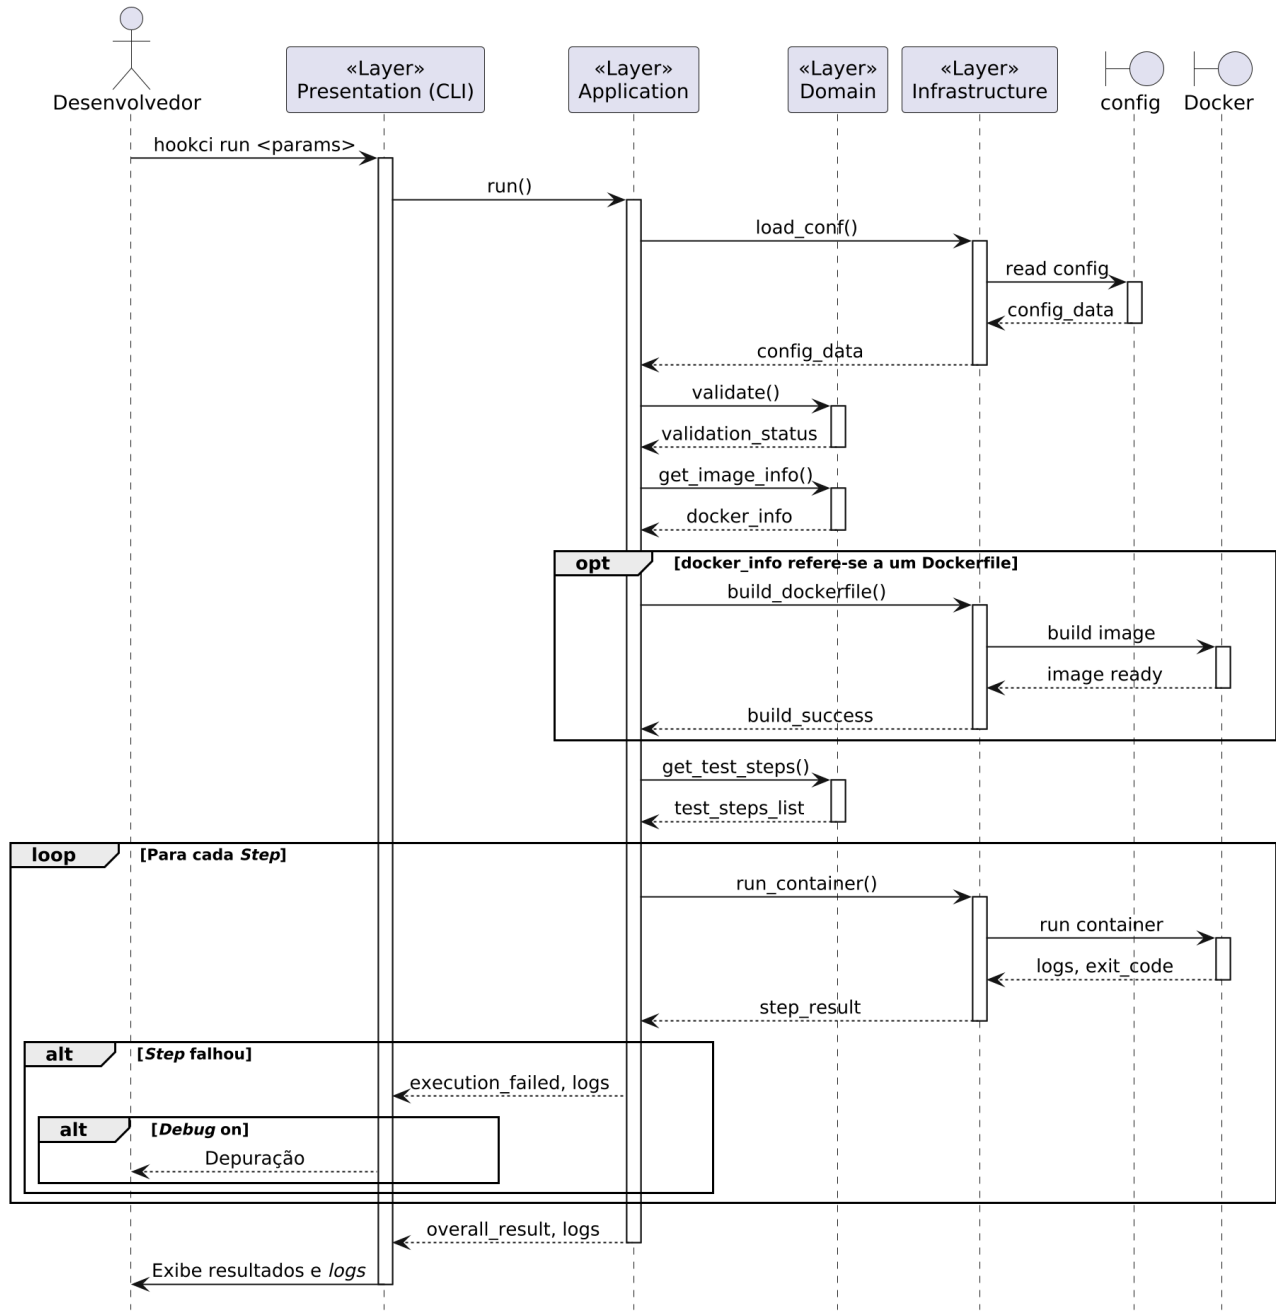 «Layer»
Presentation (CLI)
«Layer»
Application
«Layer»
Domain
«Layer»
Infrastructure
Desenvolvedor
config
Docker
hookci run <params>
run()
load_conf()
read config
config_data
config_data
validate()
validation_status
get_image_info()
docker_info
opt
[docker_info refere-se a um Dockerfile]
build_dockerfile()
build image
image ready
build_success
get_test_steps()
test_steps_list
loop
[Para cada Step]
run_container()
run container
logs, exit_code
step_result
alt
[Step falhou]
execution_failed, logs
alt
[Debug on]
Depuração
overall_result, logs
Exibe resultados e logs